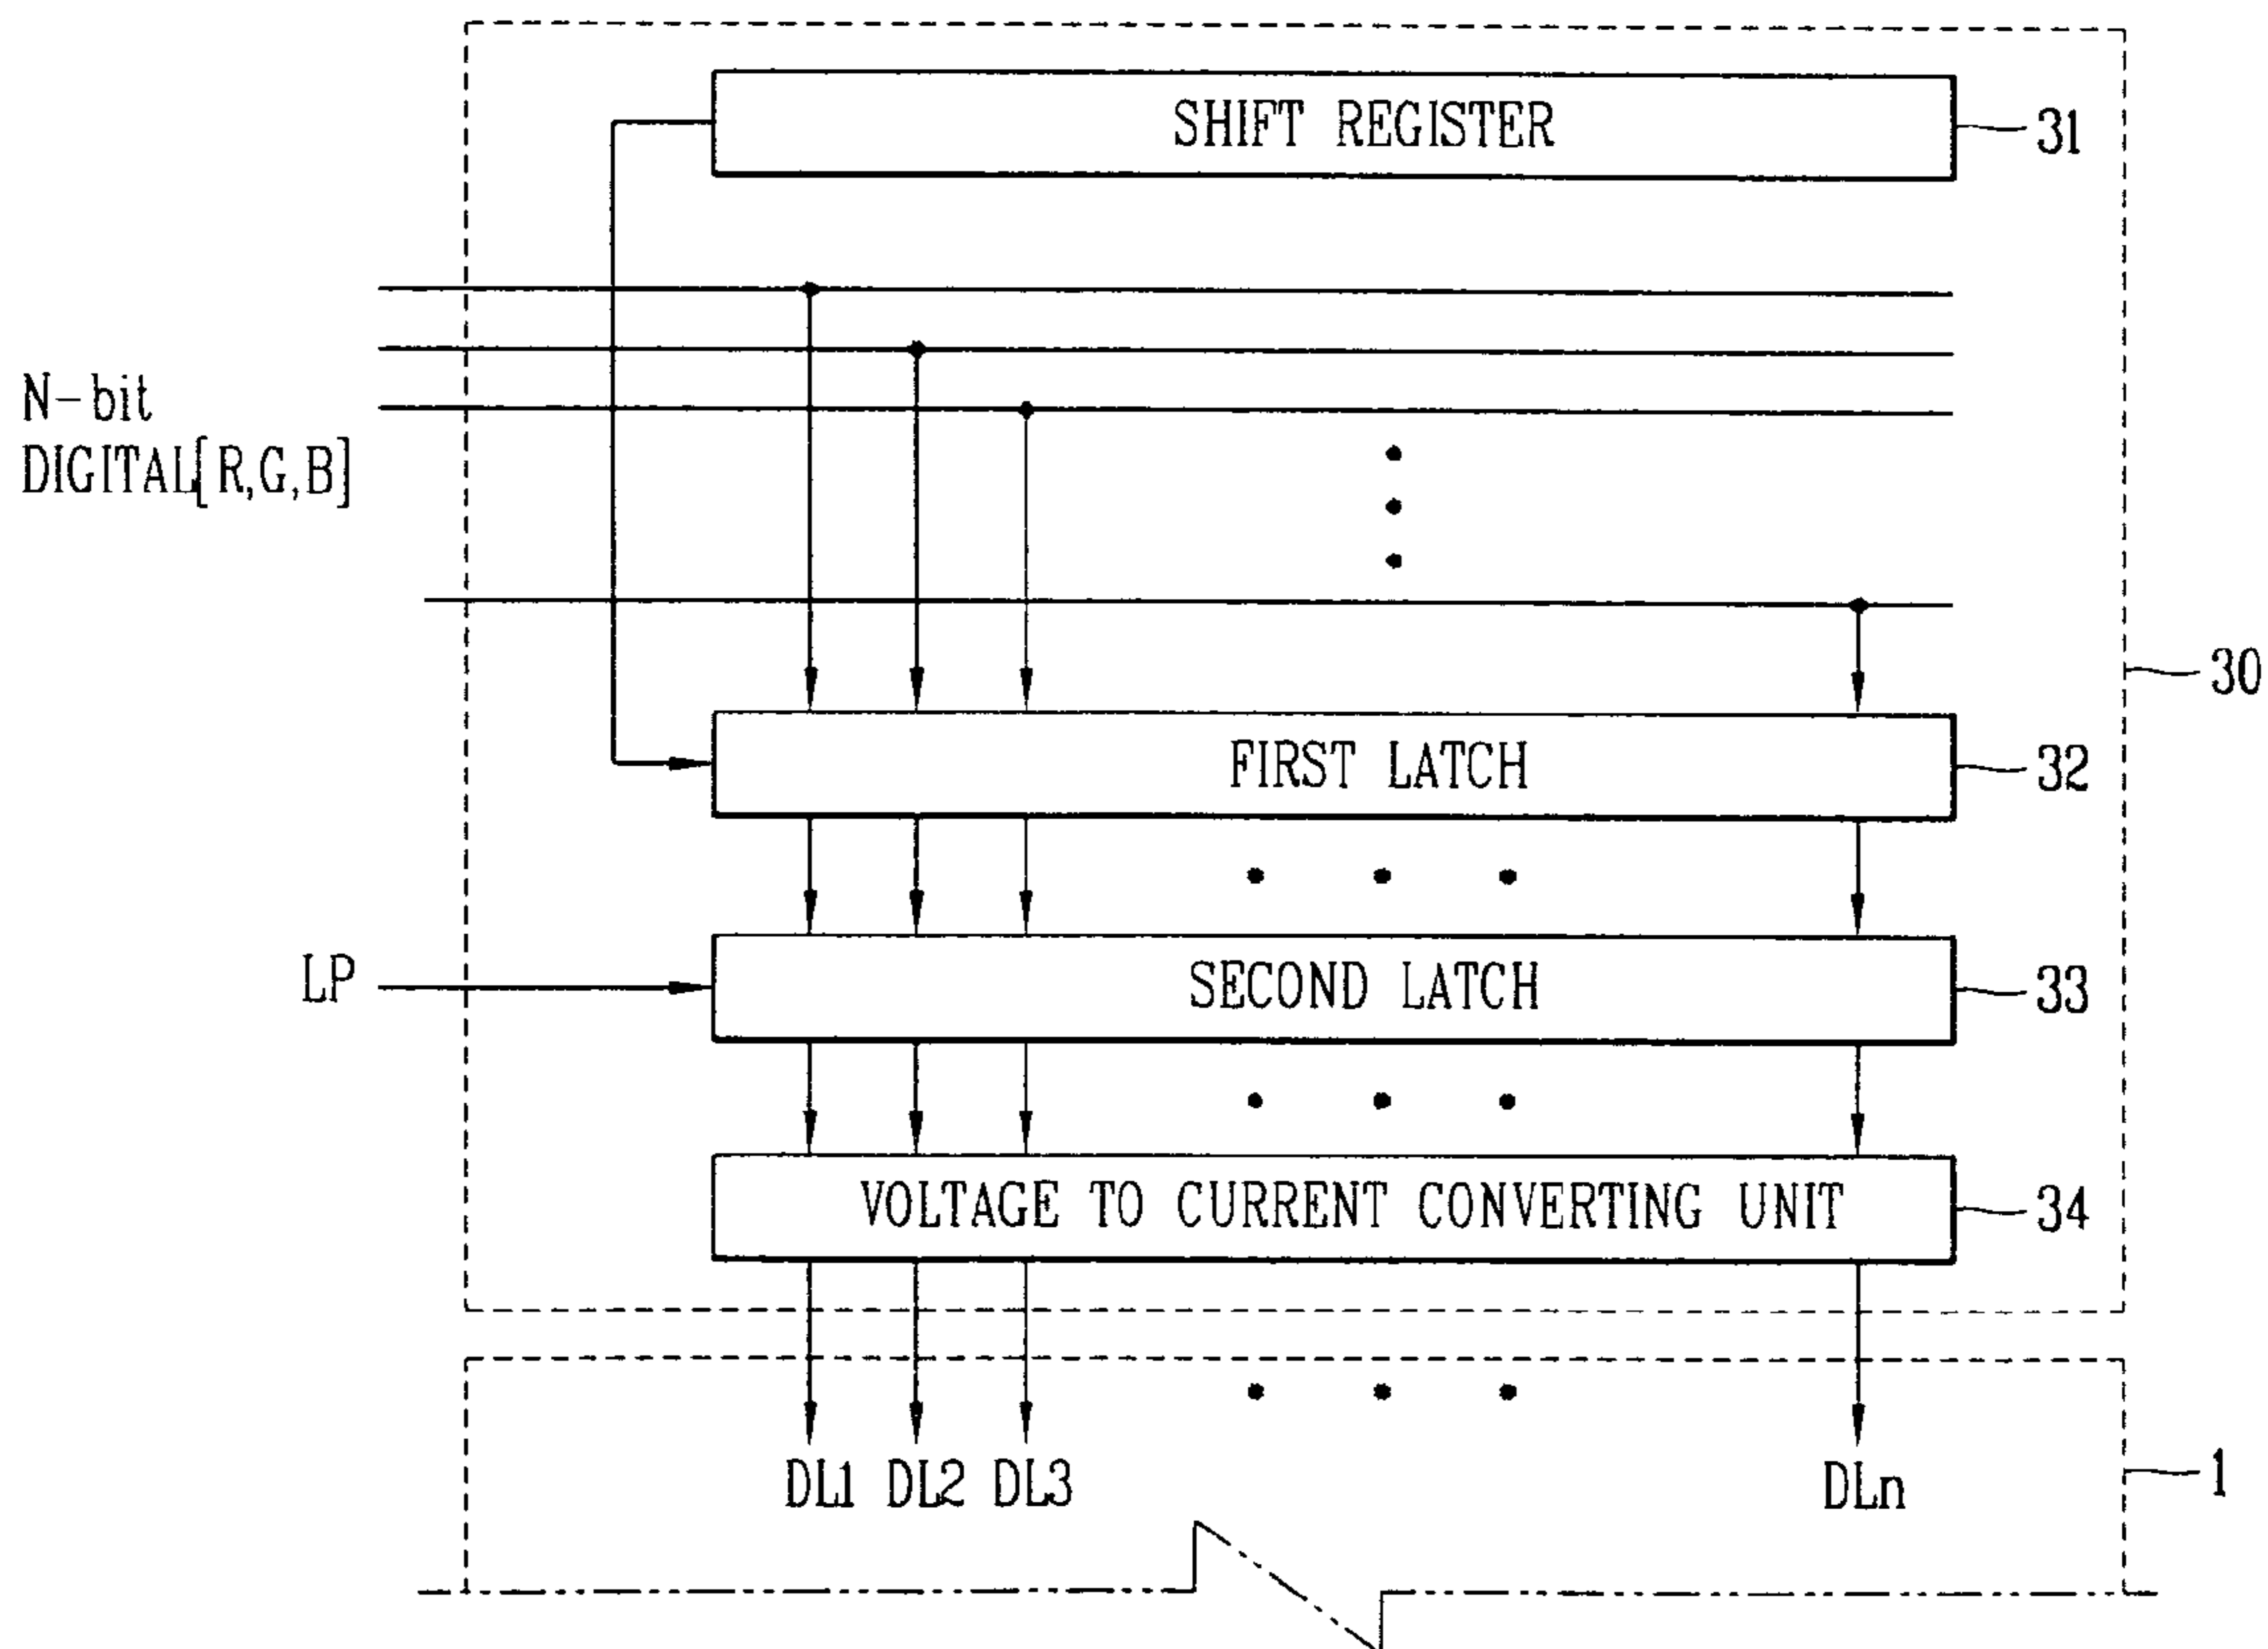 SHIFT REGISTER
31
N-bit
DIGITAL[R,G,B]
30
FIRST LATCH
32
LP
SECOND LATCH
33
VOLTAGE TO CURRENT CONVERTING UNIT
34
DL1 DL2 DL3 DLn
1